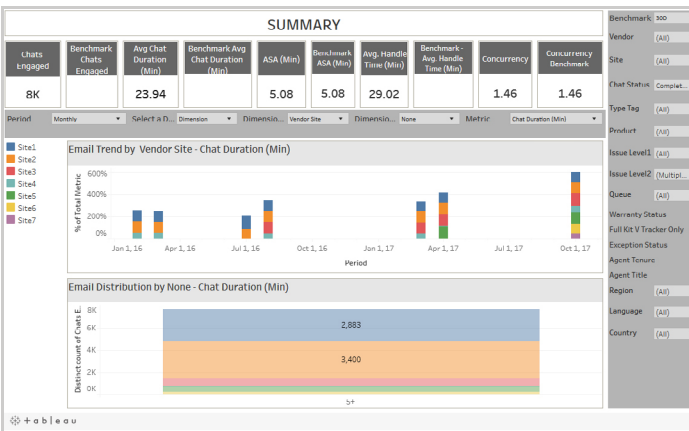 SUMMARY
Chats Engaged
Benchmark Chats Engaged
Avg Chat Duration (Min)
Benchmark Avg Chat Duration (Min)
ASA (Min)
Benchmark ASA (Min)
Avg. Handle Time (Min)
Benchmark - Avg. Handle Time (Min)
Concurrency
Concurrency Benchmark
8K
23.94
5.08
5.08
29.02
1.46
1.46
Period Monthly
Select a D... Dimension
Dimensio... Vendor Site
Dimensio... None
Metric Chat Duration (Min)
Site1
Site2
Site3
Site4
Site5
Site6
Site7
Email Trend by Vendor Site - Chat Duration (Min)
% of Total Metric
600%
400%
200%
0%
Jan 1, 16 Apr 1, 16 Jul 1, 16 Oct 1, 16 Jan 1, 17 Apr 1, 17 Jul 1, 17 Oct 1, 17
Period
Email Distribution by None - Chat Duration (Min)
Distinct count of Chats E..
8K
6K
4K
2K
0K
2,883
3,400
5+
Benchmark 30D
Vendor (All)
Site (All)
Chat Status Complet...
Type Tag (All)
Product (All)
Issue Level1 (All)
Issue Level2 (Multipl...
Queue (All)
Warranty Status
Full Kit V Tracker Only
Exception Status
Agent Tenure
Agent Title
Region (All)
Language (All)
Country (All)
+ableau